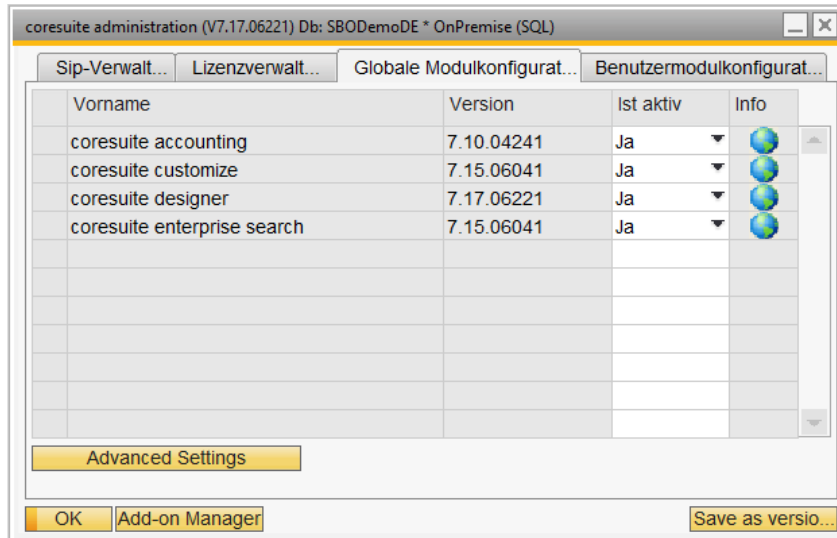 coresuite administration (V7.17.06221) Db: SBODemoDE * OnPremise (SQL)
Sip-Verwalt... Lizenzverwalt... Globale Modulkonfigurat... Benutzermodulkonfigurat...
Vorname Version Ist aktiv Info
coresuite accounting 7.10.04241 Ja
coresuite customize 7.15.06041 Ja
coresuite designer 7.17.06221 Ja
coresuite enterprise search 7.15.06041 Ja
Advanced Settings
OK Add-on Manager Save as versio...